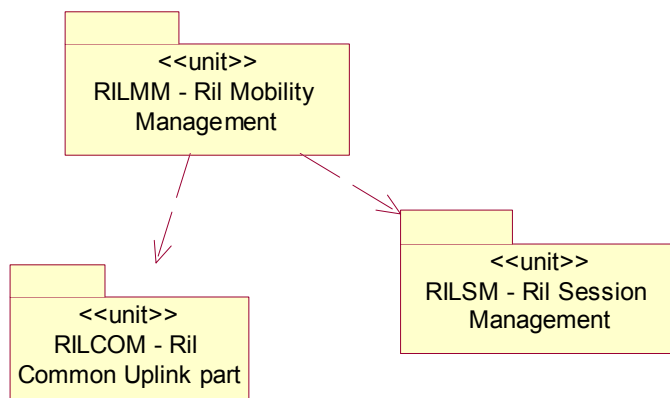 <<unit>>
RILMM - Ril Mobility
Management
<<unit>>
RILSM - Ril Session
Management
<<unit>>
RILCOM - Ril
Common Uplink part